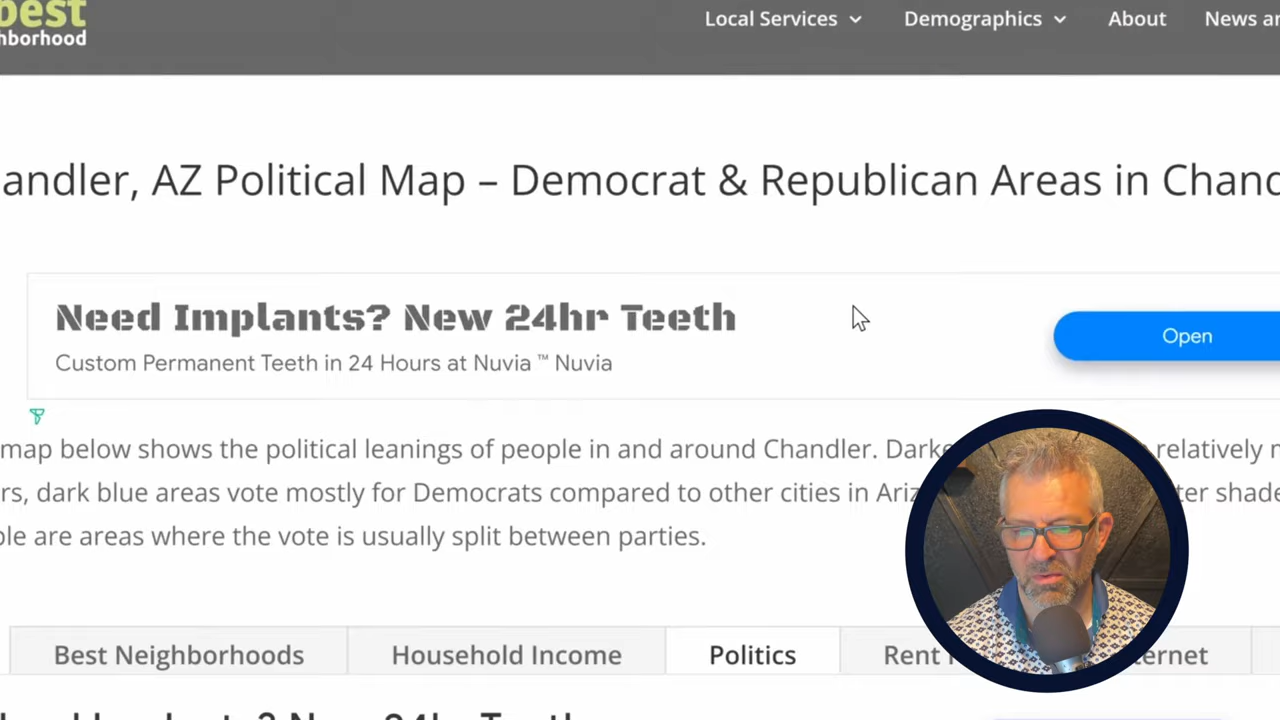 best
hborhood
Local Services
Demographics
About
News
andler, AZ Political Map – Democrat & Republican Areas in Chand
Need Implants? New 24hr Teeth
Custom Permanent Teeth in 24 Hours at Nuvia ™ Nuvia
Open
map below shows the political leanings of people in and around Chandler. Darke relatively
rs, dark blue areas vote mostly for Democrats compared to other cities in Ariz ter shade
ple are areas where the vote is usually split between parties.
Best Neighborhoods
Household Income
Politics
Rent
ternet